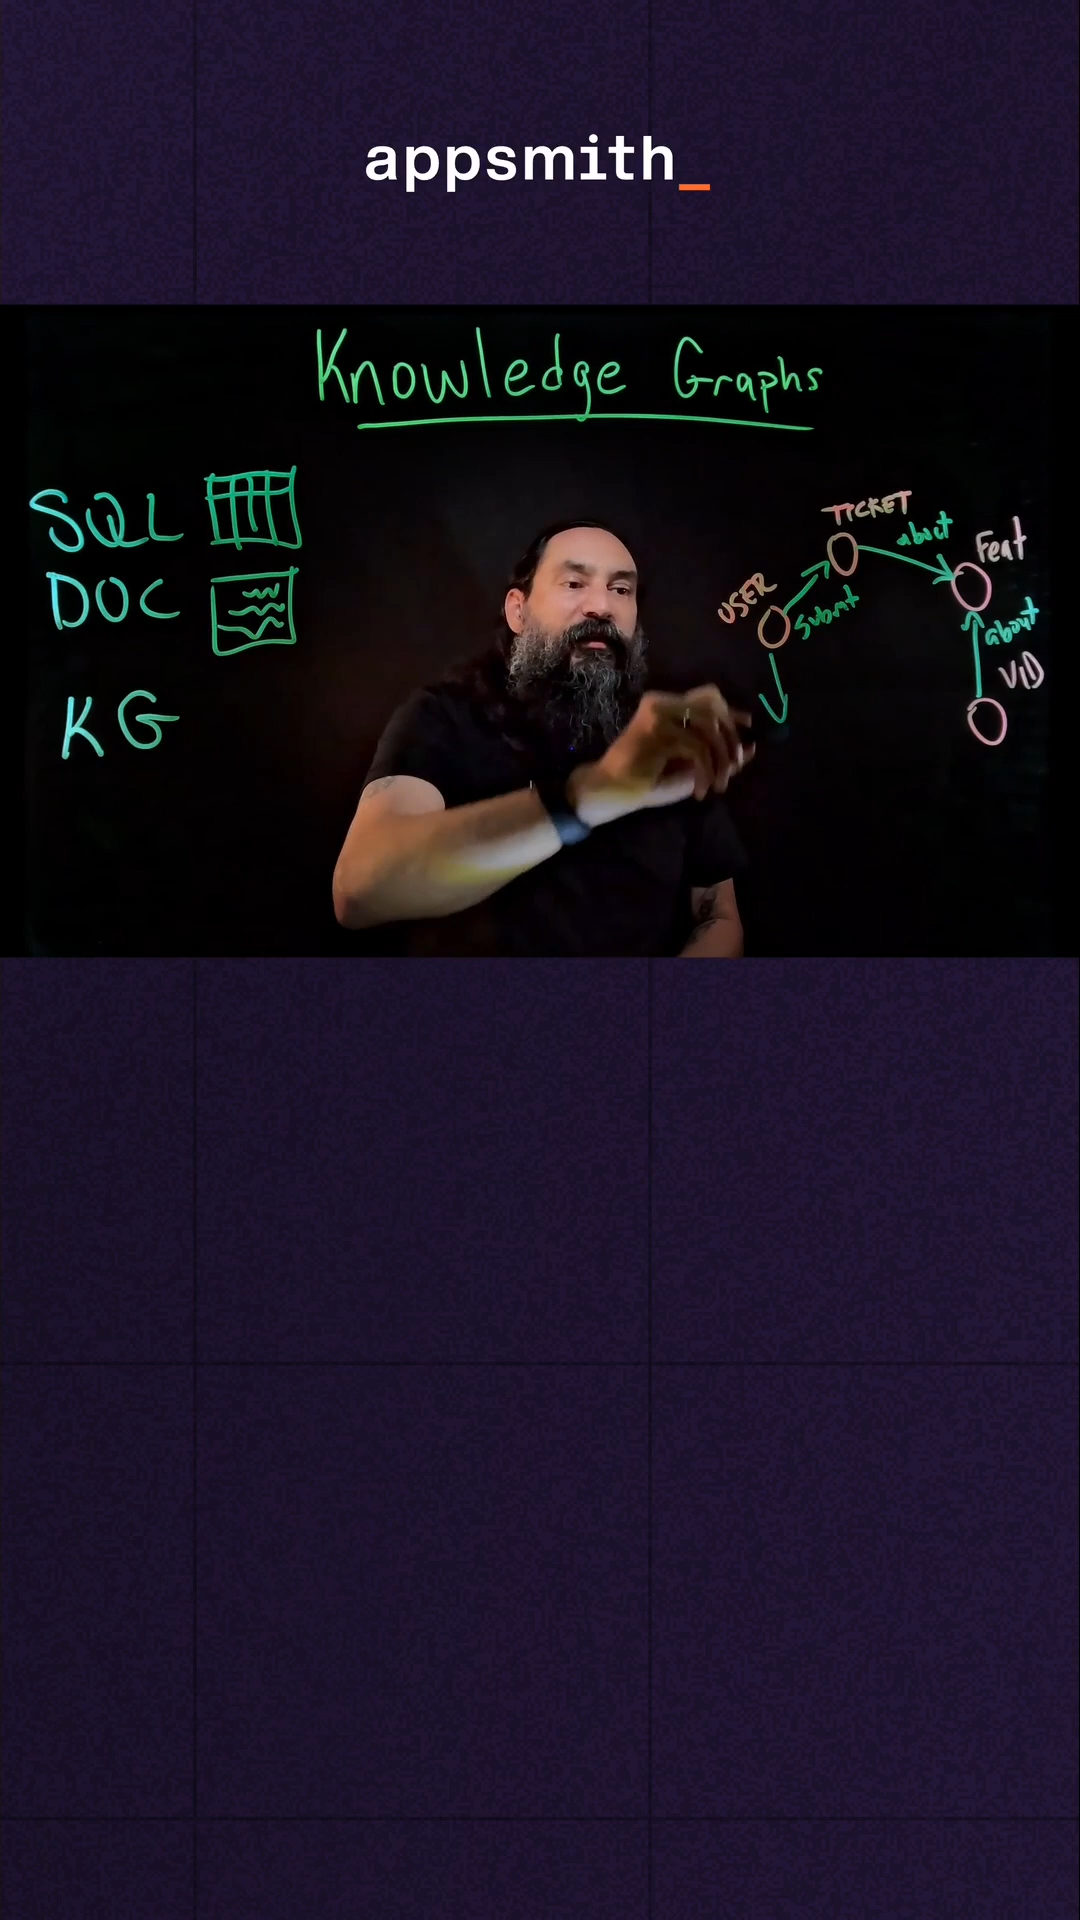 appsmith_
Knowledge Graphs
SQL
DOC
KG
TICKET
about
Feat
USER
submit
about
VID